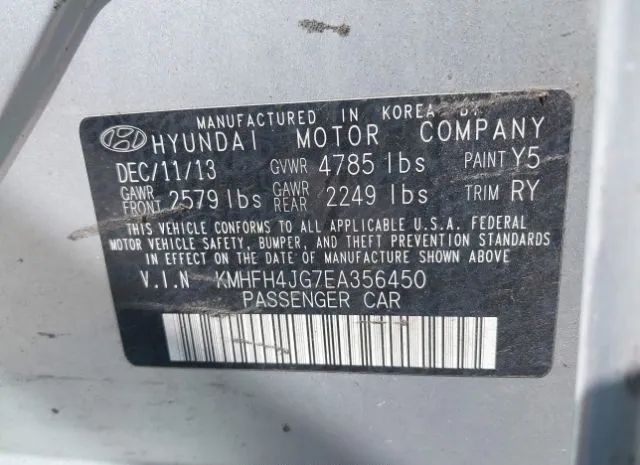 MANUFACTURED IN KOREA BY
HYUNDAI MOTOR COMPANY
DEC/11/13 GVWR 4785 lbs PAINT Y5
GAWR FRONT 2579 lbs GAWR REAR 2249 lbs TRIM RY
THIS VEHICLE CONFORMS TO ALL APPLICABLE U.S.A. FEDERAL
MOTOR VEHICLE SAFETY, BUMPER, AND THEFT PREVENTION STANDARDS
IN EFFECT ON THE DATE OF MANUFACTURE SHOWN ABOVE
V.I.N KMHFH4JG7EA356450
PASSENGER CAR